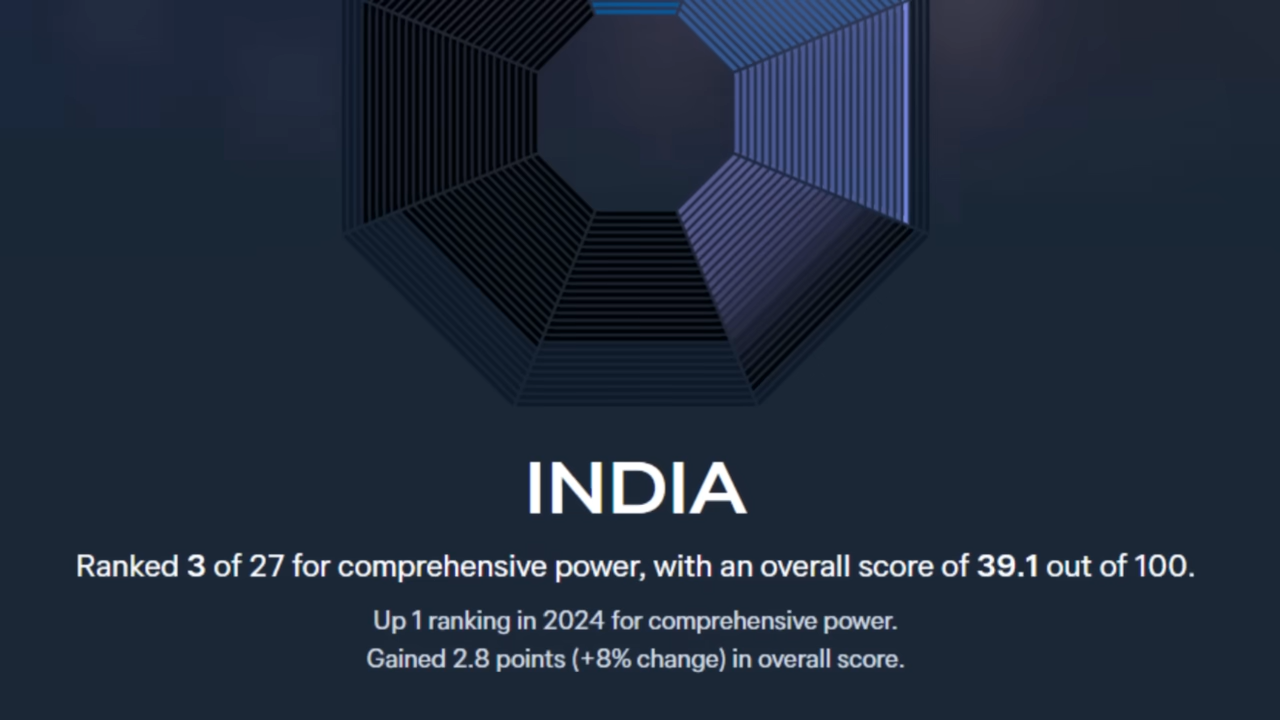 INDIA
Ranked 3 of 27 for comprehensive power, with an overall score of 39.1 out of 100.
Up 1 ranking in 2024 for comprehensive power.
Gained 2.8 points (+8% change) in overall score.